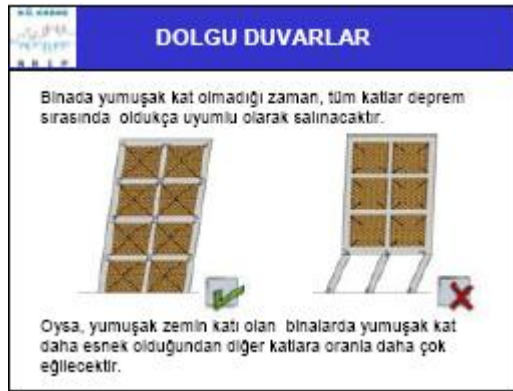 DOLGU DUVARLAR
Binada yumuşak kat olmadığı zaman, tüm katlar deprem
sırasında oldukça uyumlu olarak salınacaktır.
Oysa, yumuşak zemin katı olan binalarda yumuşak kat
daha esnek olduğundan diğer katlara oranla daha çok
eğilecektir.